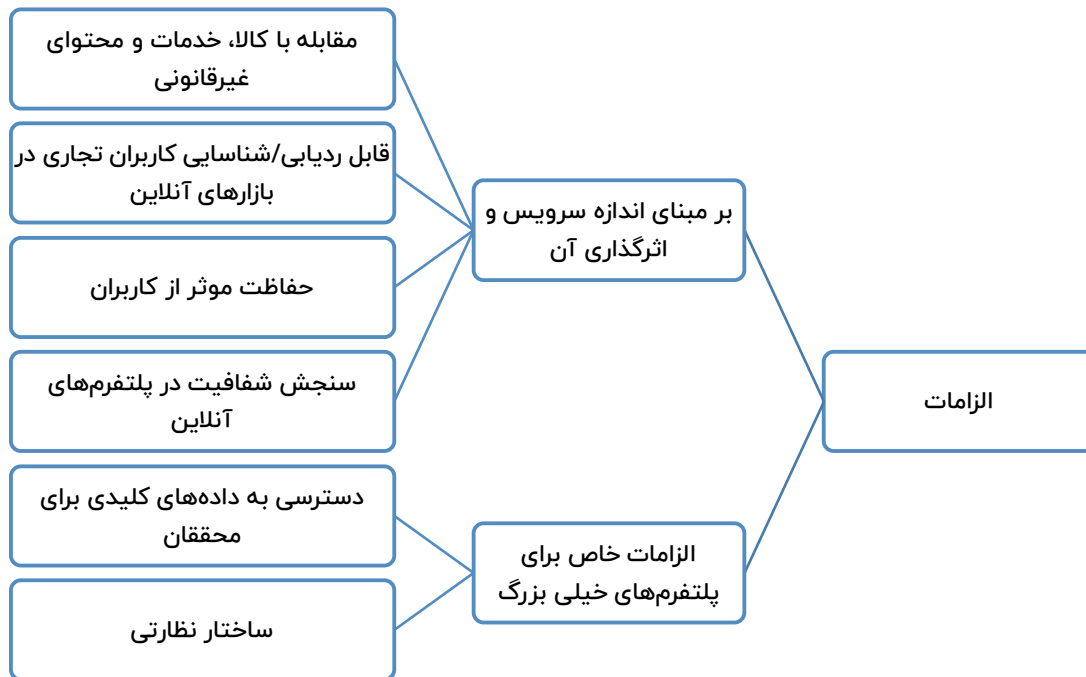 الزامات
بر مبنای اندازه سرویس و
اثرگذاری آن
مقابله با کالا، خدمات و محتوای
غیرقانونی
قابل ردیابی/شناسایی کاربران تجاری در
بازارهای آنلاین
حفاظت موثر از کاربران
سنجش شفافیت در پلتفرم‌های
آنلاین
الزامات خاص برای
پلتفرم‌های خیلی بزرگ
دسترسی به داده‌های کلیدی برای
محققان
ساختار نظارتی